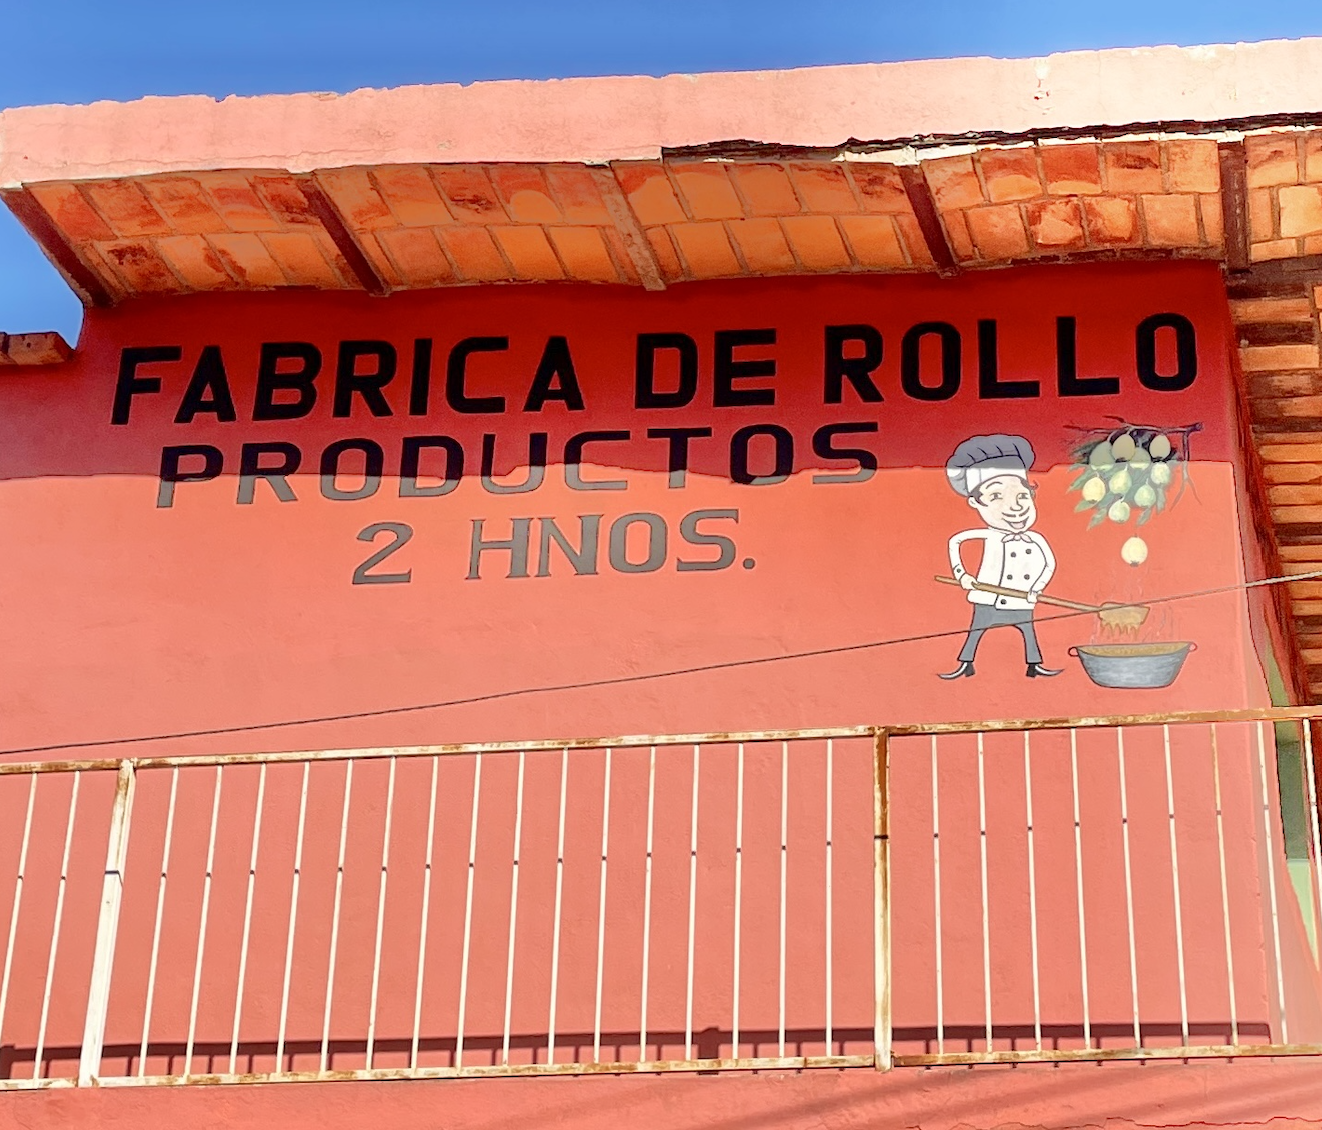 FABRICA DE ROLLO
PRODUCTOS
2 HNOS.